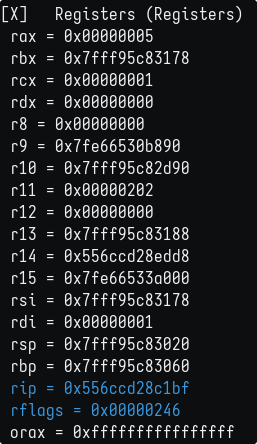 [X]   Registers (Registers)
rax = 0x00000005
rbx = 0x7fff95c83178
rcx = 0x00000001
rdx = 0x00000000
r8 = 0x00000000
r9 = 0x7fe66530b890
r10 = 0x7fff95c82d90
r11 = 0x00000202
r12 = 0x00000000
r13 = 0x7fff95c83188
r14 = 0x556ccd28edd8
r15 = 0x7fe66533a000
rsi = 0x7fff95c83178
rdi = 0x00000001
rsp = 0x7fff95c83020
rbp = 0x7fff95c83060
rip = 0x556ccd28c1bf
rflags = 0x00000246
orax = 0xffffffffffffffff